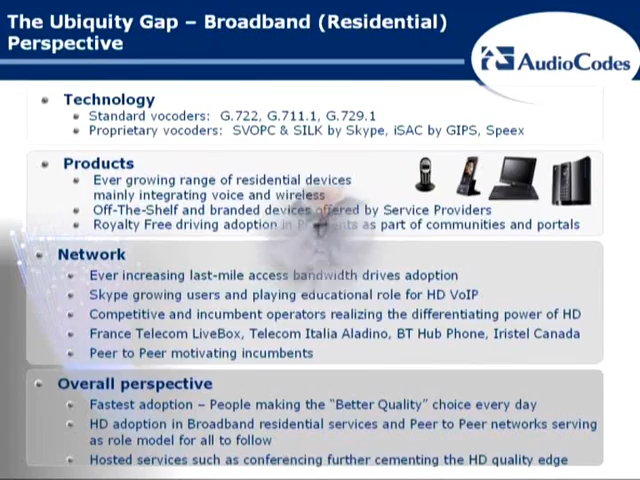 The Ubiquity Gap – Broadband (Residential)
Perspective
AudioCodes
Technology
Standard vocoders: G.722, G.711.1, G.729.1
Proprietary vocoders: SVOPC & SILK by Skype, iSAC by GIPS, Speex
Products
Ever growing range of residential devices
mainly integrating voice and wireless
Off-The-Shelf and branded devices offered by Service Providers
Royalty Free driving adoption in as part of communities and portals
Network
Ever increasing last-mile access bandwidth drives adoption
Skype growing users and playing educational role for HD VoIP
Competitive and incumbent operators realizing the differentiating power of HD
France Telecom LiveBox, Telecom Italia Aladino, BT Hub Phone, Iristel Canada
Peer to Peer motivating incumbents
Overall perspective
Fastest adoption – People making the “Better Quality” choice every day
HD adoption in Broadband residential services and Peer to Peer networks serving
as role model for all to follow
Hosted services such as conferencing further cementing the HD quality edge